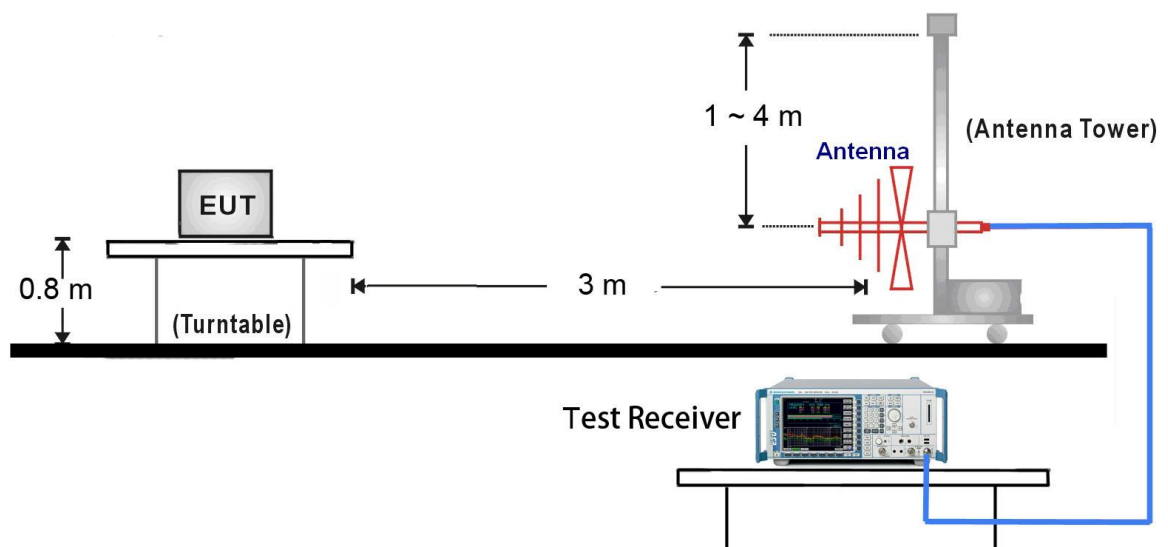 1 ~ 4 m
(Antenna Tower)
Antenna
EUT
0.8 m
3 m
(Turntable)
Test Receiver